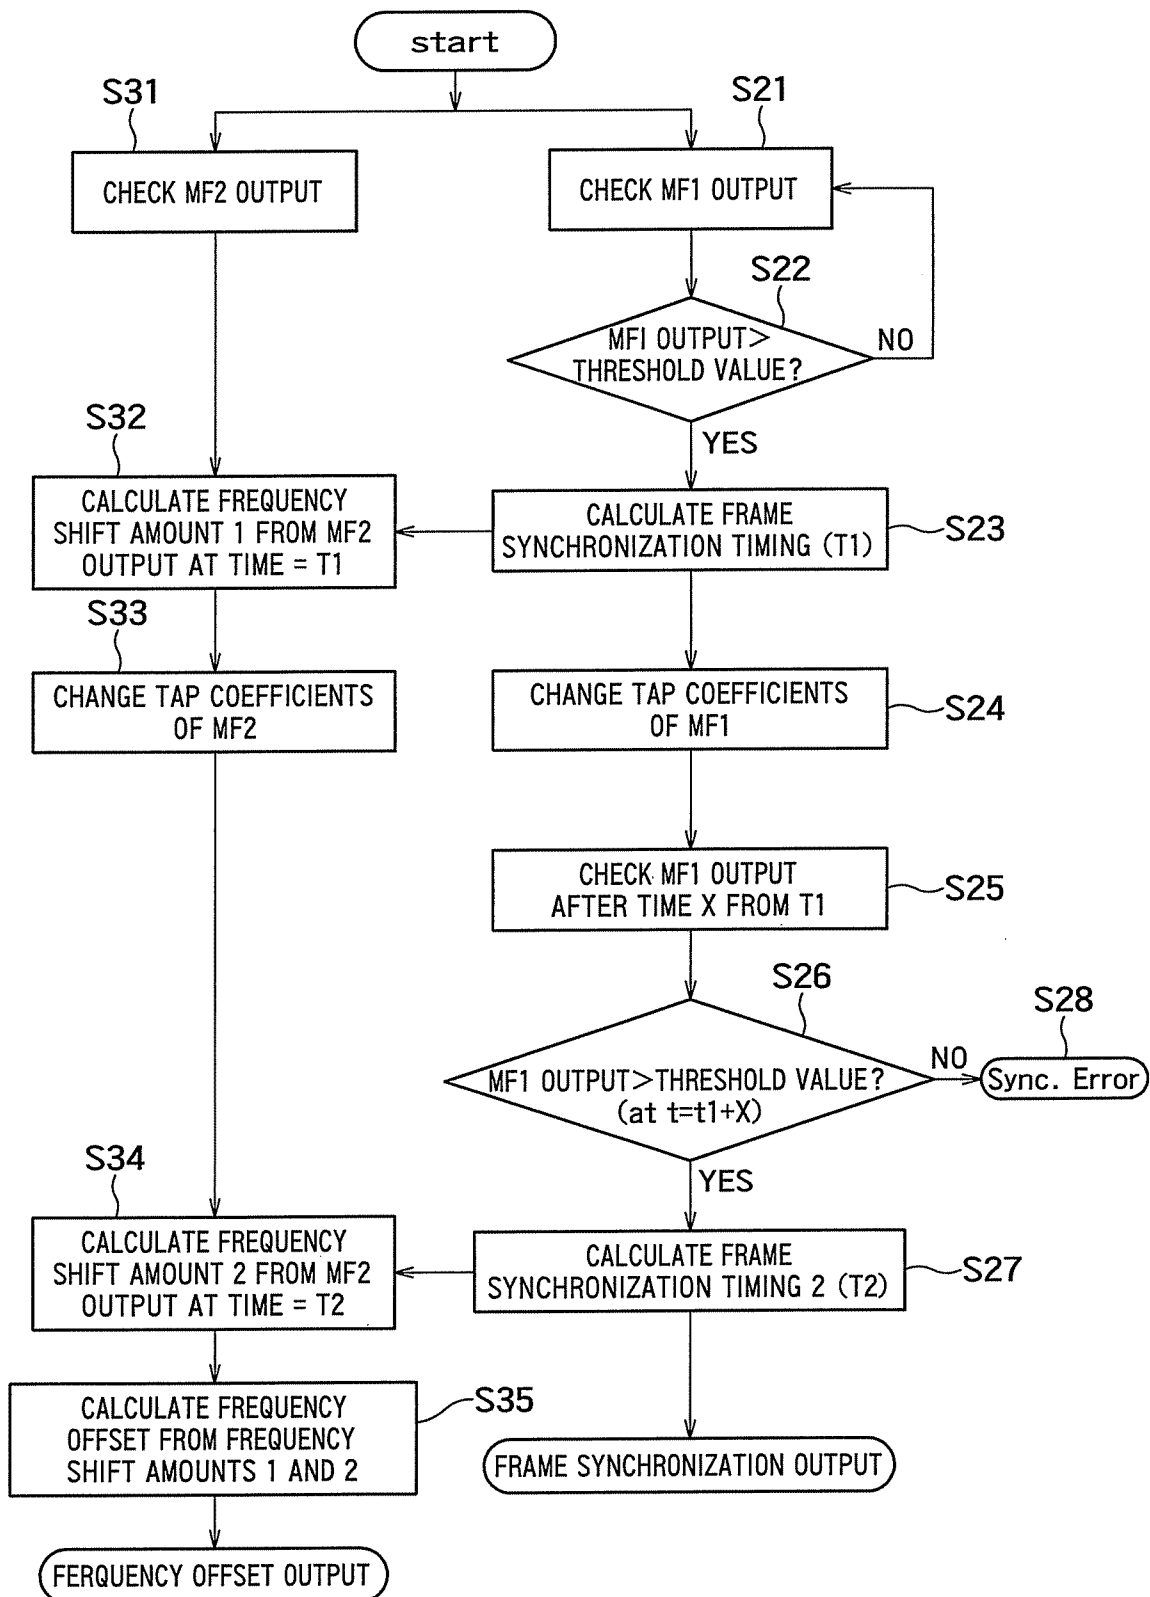 start
S31
S21
CHECK MF2 OUTPUT
CHECK MF1 OUTPUT
S22
MFI OUTPUT>
THRESHOLD VALUE?
NO
YES
S32
CALCULATE FREQUENCY
SHIFT AMOUNT 1 FROM MF2
OUTPUT AT TIME = T1
CALCULATE FRAME
SYNCHRONIZATION TIMING (T1)
S23
S33
CHANGE TAP COEFFICIENTS
OF MF2
CHANGE TAP COEFFICIENTS
OF MF1
S24
CHECK MF1 OUTPUT
AFTER TIME X FROM T1
S25
S26
MF1 OUTPUT>THRESHOLD VALUE?
(at t=t1+X)
NO
S28
Sync. Error
YES
S34
CALCULATE FREQUENCY
SHIFT AMOUNT 2 FROM MF2
OUTPUT AT TIME = T2
CALCULATE FRAME
SYNCHRONIZATION TIMING 2 (T2)
S27
CALCULATE FREQUENCY
OFFSET FROM FREQUENCY
SHIFT AMOUNTS 1 AND 2
S35
FRAME SYNCHRONIZATION OUTPUT
FERQUENCY OFFSET OUTPUT